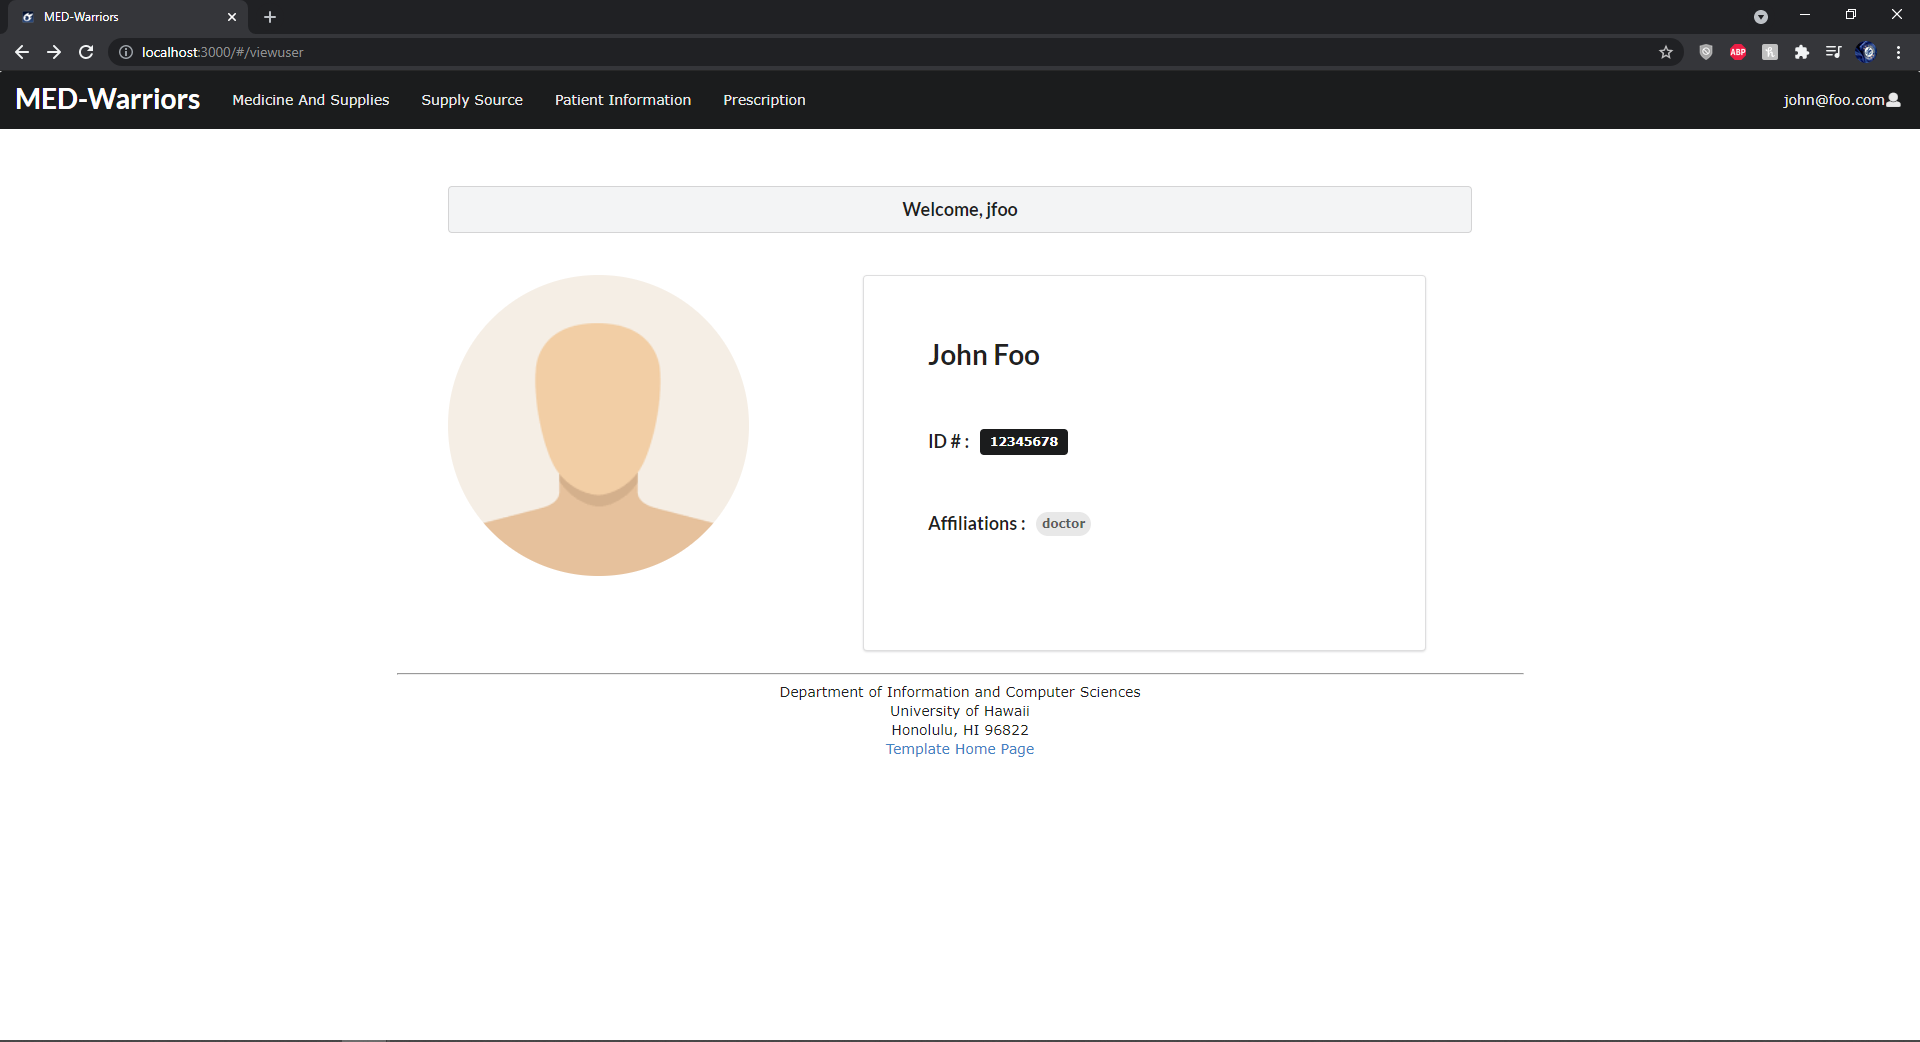 MED-Warriors
localhost:3000/#/viewuser
ABP
MED-Warriors Medicine And Supplies Supply Source Patient Information Prescription john@foo.com
Welcome, jfoo
John Foo
ID # : 12345678
Affiliations : doctor
Department of Information and Computer Sciences
University of Hawaii
Honolulu, HI 96822
Template Home Page